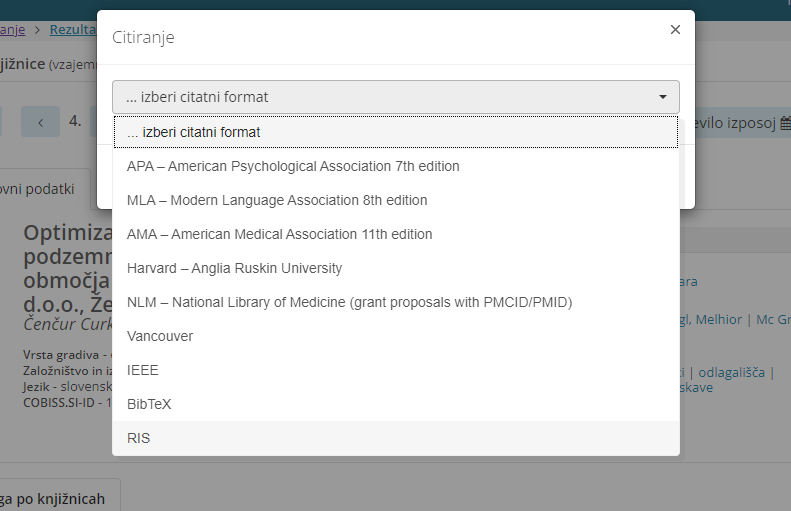 anje > Rezulta
Citiranje ×
ijižnice (vzajemn
... izberi citatni format
‹ 4. evilo izposoj
... izberi citatni format
APA – American Psychological Association 7th edition
ovni podatki
MLA – Modern Language Association 8th edition
AMA – American Medical Association 11th edition
Optimiza
podzemn
območja
d.o.o., Že
Čenčur Curk
Harvard – Anglia Ruskin University
ara
NLM – National Library of Medicine (grant proposals with PMCID/PMID)
gl, Melhior | Mc Gr
Vancouver
Vrsta gradiva - 
Založništvo in iz
Jezik - slovensk
COBISS.SI-ID - 1
IEEE
ci | odlagališča |
skave
BibTeX
RIS
ga po knjižnicah